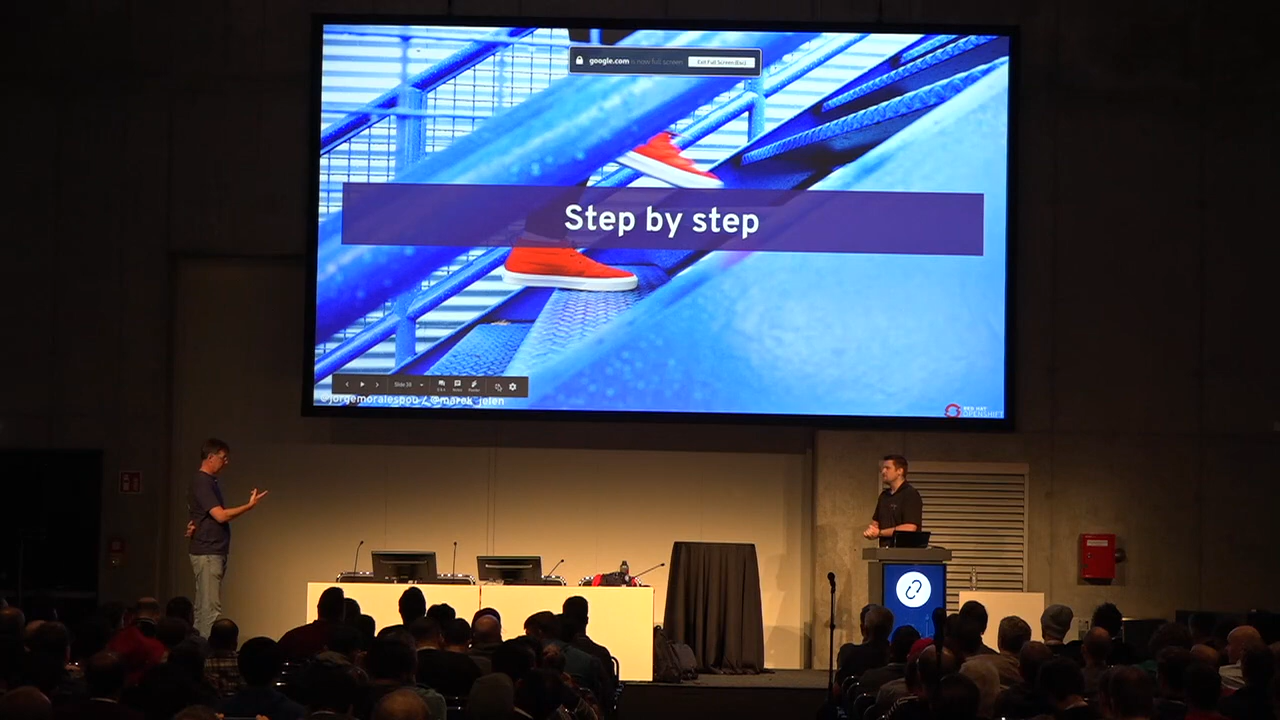 google.com is now full screen Exit Full Screen (Esc)
Step by step
Slide 38
@jorgemoralespou / @marek_jelen
RED HAT
OPENSHIFT